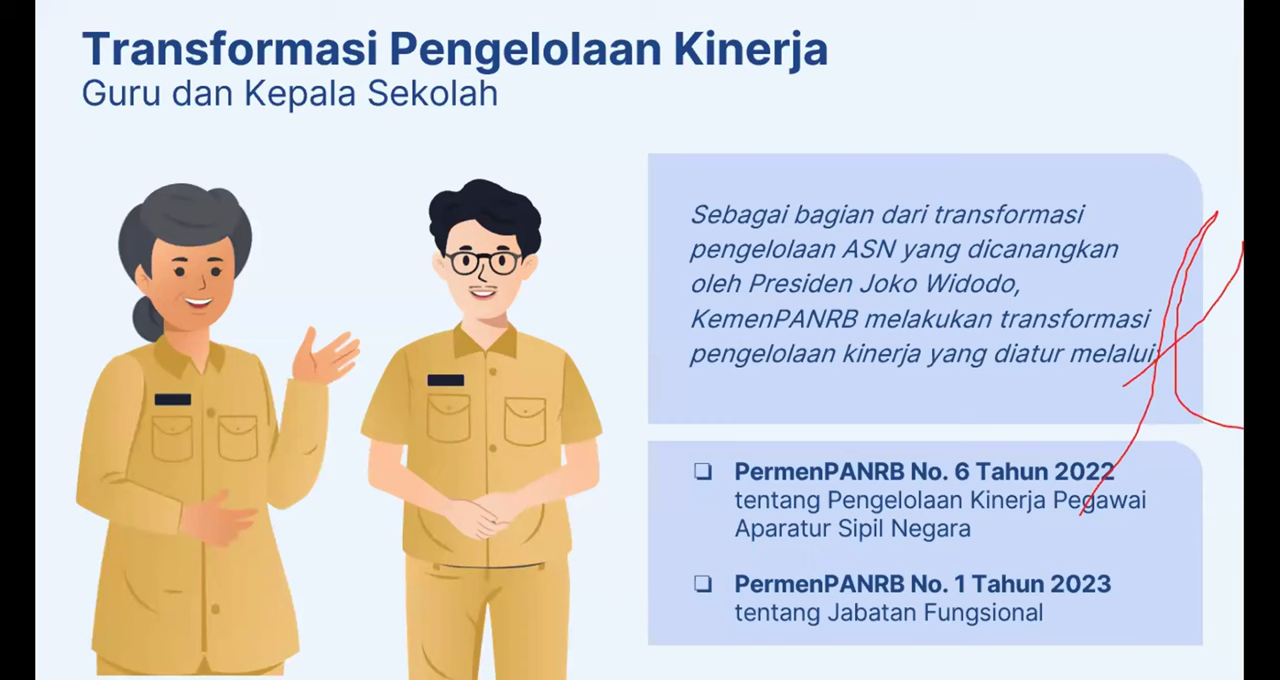 Transformasi Pengelolaan Kinerja
Guru dan Kepala Sekolah
Sebagai bagian dari transformasi
pengelolaan ASN yang dicanangkan
oleh Presiden Joko Widodo,
KemenPANRB melakukan transformasi
pengelolaan kinerja yang diatur melalui:
❏ PermenPANRB No. 6 Tahun 2022
tentang Pengelolaan Kinerja Pegawai
Aparatur Sipil Negara
❏ PermenPANRB No. 1 Tahun 2023
tentang Jabatan Fungsional